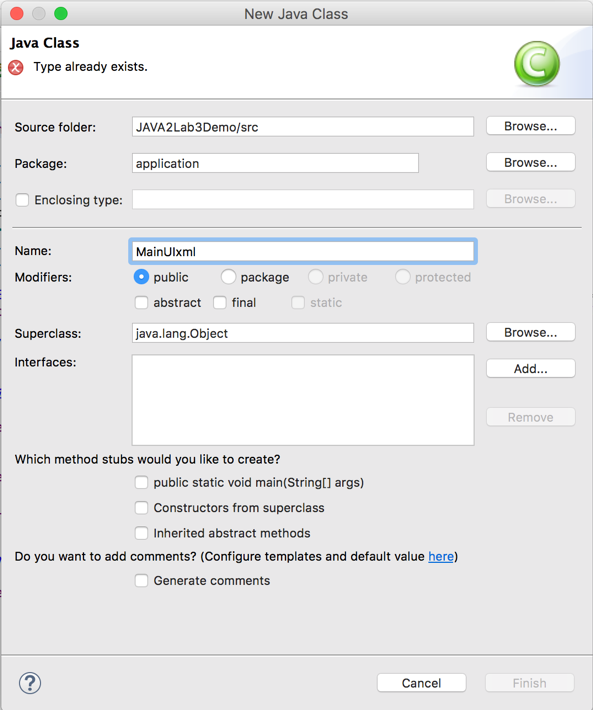 New Java Class
Java Class
Type already exists.
C
Source folder: JAVA2Lab3Demo/src Browse...
Package: application Browse...
Enclosing type: Browse...
Name: MainUIxml
Modifiers: public package private protected
abstract final static
Superclass: java.lang.Object Browse...
Interfaces: Add...
Remove
Which method stubs would you like to create?
public static void main(String[] args)
Constructors from superclass
Inherited abstract methods
Do you want to add comments? (Configure templates and default value here)
Generate comments
? Cancel Finish